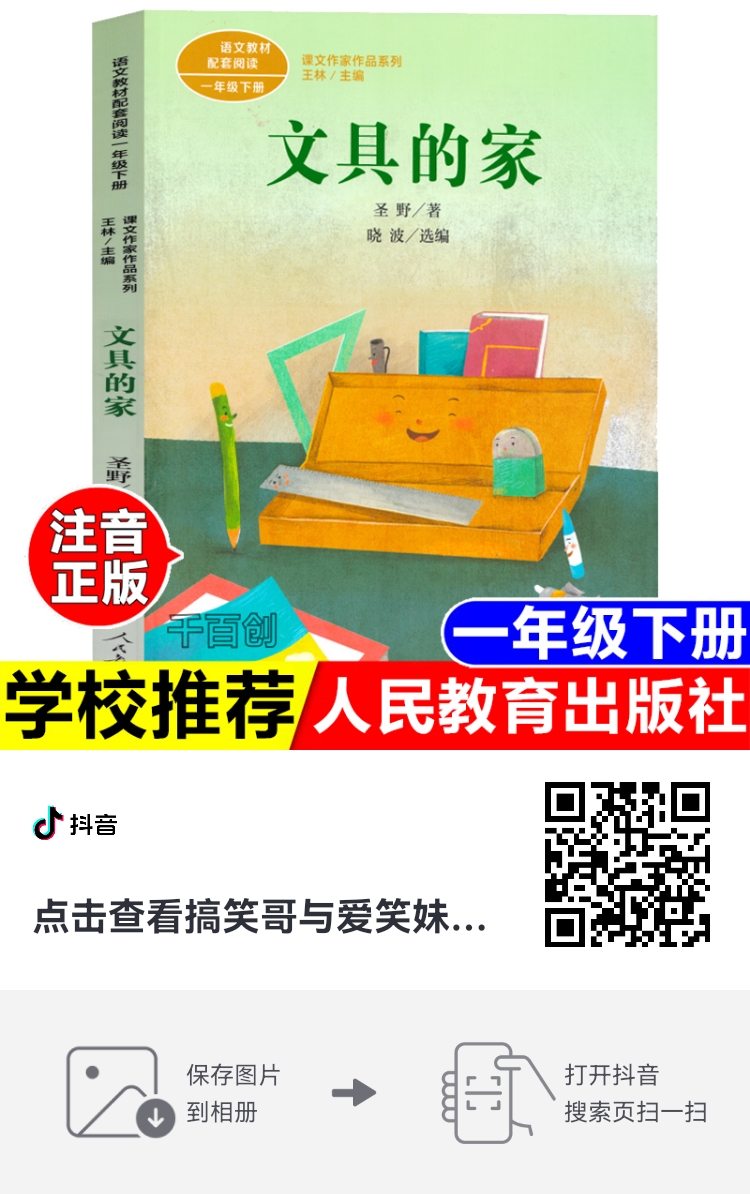 语文教材
配套阅读
一年级下册
课文作家作品系列
王林／主编
文具的家
圣 野／著
晓 波／选编
语文教材配套阅读一年级下册
课文作家作品系列
王林／主编
文具的家
圣野
注音
正版
千百创
一年级下册
学校推荐
人民教育出版社
抖音
点击查看搞笑哥与爱笑妹...
保存图片
到相册
打开抖音
搜索页扫一扫